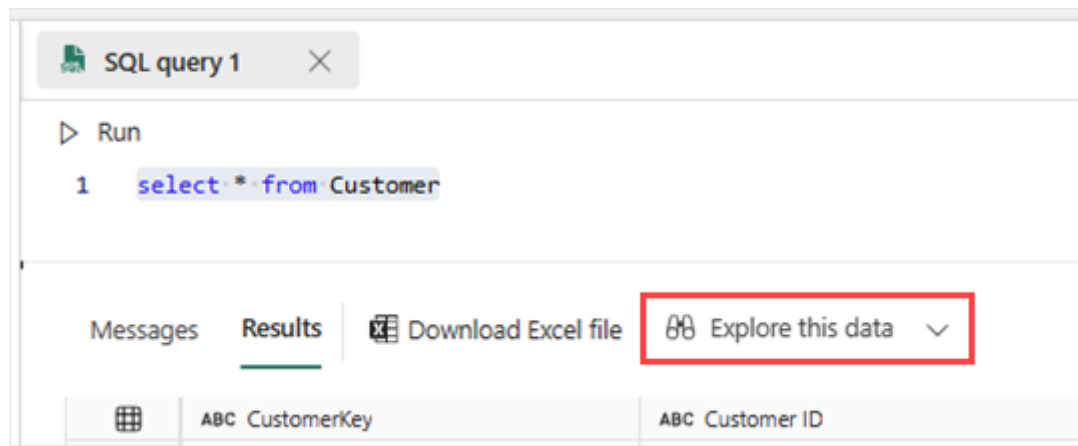 SQL query 1
Run
1 select * from Customer
Messages Results Download Excel file Explore this data
ABC CustomerKey ABC Customer ID